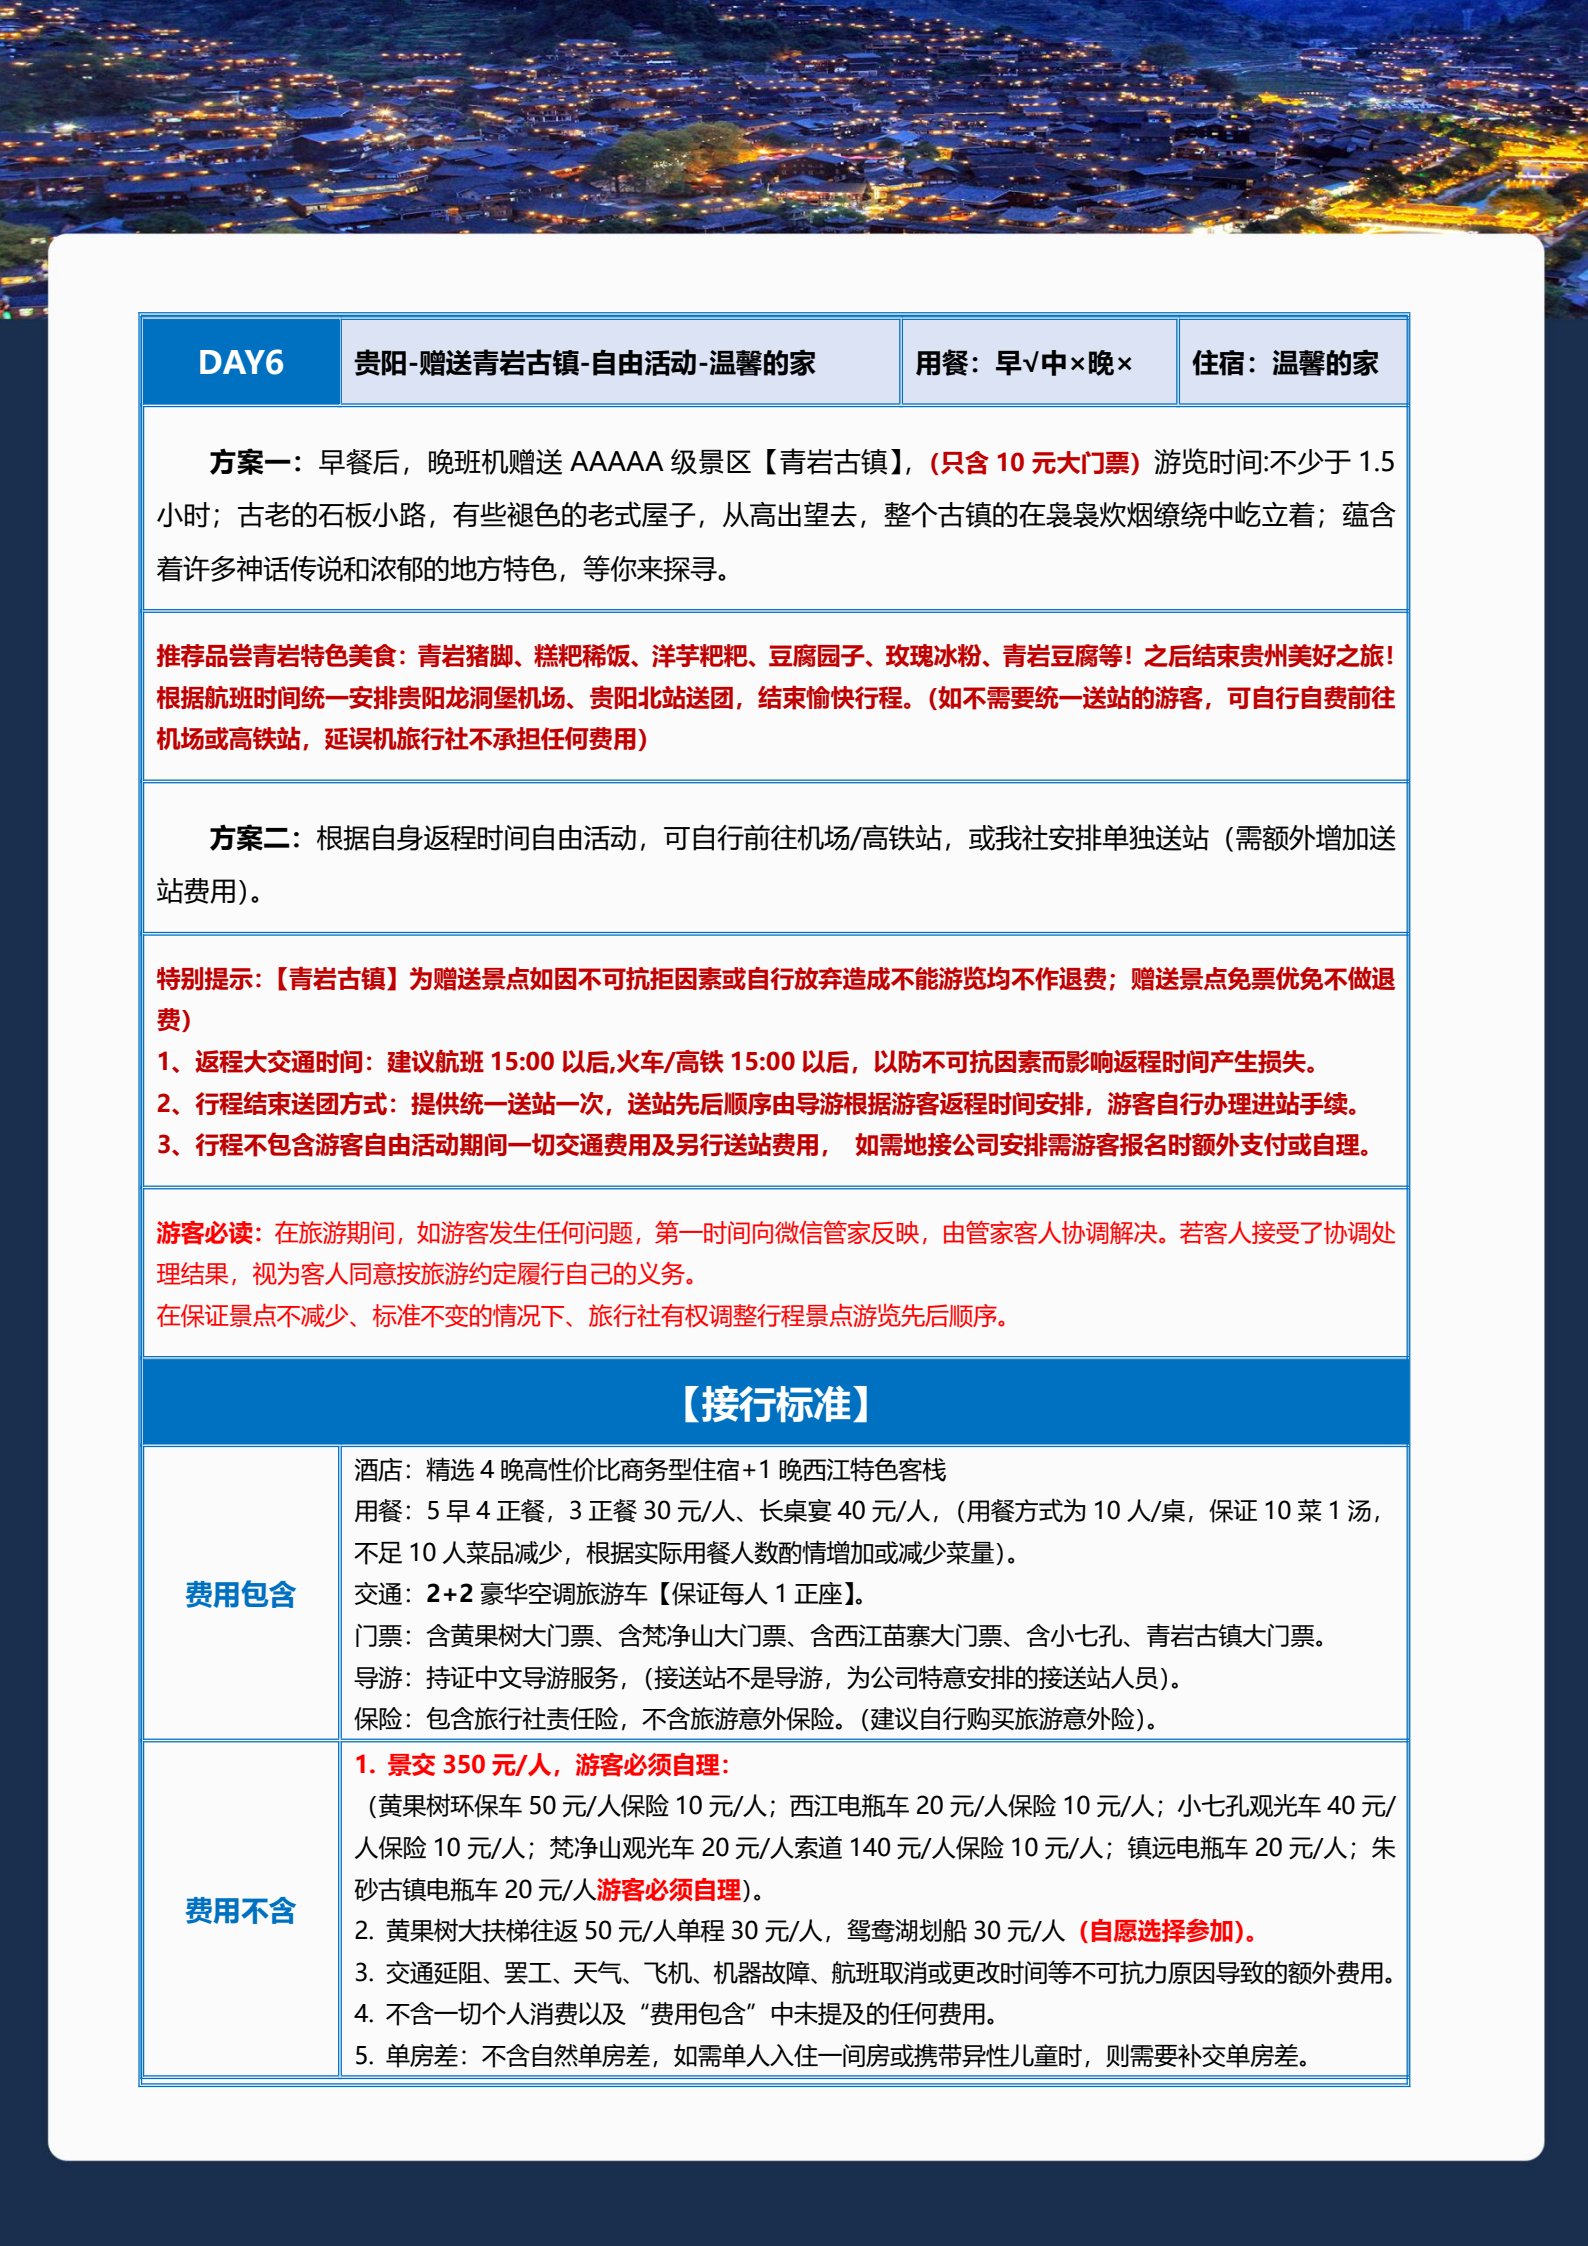 DAY6
贵阳-赠送青岩古镇-自由活动-温馨的家
用餐：早√中×晚×
住宿：温馨的家
方案一：早餐后，晚班机赠送 AAAAA 级景区【青岩古镇】，（只含 10 元大门票）游览时间:不少于 1.5
小时；古老的石板小路，有些褪色的老式屋子，从高出望去，整个古镇的在袅袅炊烟缭绕中屹立着；蕴含
着许多神话传说和浓郁的地方特色，等你来探寻。
推荐品尝青岩特色美食：青岩猪脚、糕粑稀饭、洋芋粑粑、豆腐园子、玫瑰冰粉、青岩豆腐等！之后结束贵州美好之旅！
根据航班时间统一安排贵阳龙洞堡机场、贵阳北站送团，结束愉快行程。（如不需要统一送站的游客，可自行自费前往
机场或高铁站，延误机旅行社不承担任何费用）
方案二：根据自身返程时间自由活动，可自行前往机场/高铁站，或我社安排单独送站（需额外增加送
站费用）。
特别提示：【青岩古镇】为赠送景点如因不可抗拒因素或自行放弃造成不能游览均不作退费；赠送景点免票优免不做退
费）
1、返程大交通时间：建议航班 15:00 以后,火车/高铁 15:00 以后，以防不可抗因素而影响返程时间产生损失。
2、行程结束送团方式：提供统一送站一次，送站先后顺序由导游根据游客返程时间安排，游客自行办理进站手续。
3、行程不包含游客自由活动期间一切交通费用及另行送站费用， 如需地接公司安排需游客报名时额外支付或自理。
游客必读：在旅游期间，如游客发生任何问题，第一时间向微信管家反映，由管家客人协调解决。若客人接受了协调处
理结果，视为客人同意按旅游约定履行自己的义务。
在保证景点不减少、标准不变的情况下、旅行社有权调整行程景点游览先后顺序。
【接行标准】
费用包含
酒店：精选 4 晚高性价比商务型住宿+1 晚西江特色客栈
用餐：5 早 4 正餐，3 正餐 30 元/人、长桌宴 40 元/人，（用餐方式为 10 人/桌，保证 10 菜 1 汤，
不足 10 人菜品减少，根据实际用餐人数酌情增加或减少菜量）。
交通：2+2 豪华空调旅游车【保证每人 1 正座】。
门票：含黄果树大门票、含梵净山大门票、含西江苗寨大门票、含小七孔、青岩古镇大门票。
导游：持证中文导游服务，（接送站不是导游，为公司特意安排的接送站人员）。
保险：包含旅行社责任险，不含旅游意外保险。（建议自行购买旅游意外险）。
费用不含
1. 景交 350 元/人，游客必须自理：
（黄果树环保车 50 元/人保险 10 元/人；西江电瓶车 20 元/人保险 10 元/人；小七孔观光车 40 元/
人保险 10 元/人；梵净山观光车 20 元/人索道 140 元/人保险 10 元/人；镇远电瓶车 20 元/人；朱
砂古镇电瓶车 20 元/人游客必须自理）。
2. 黄果树大扶梯往返 50 元/人单程 30 元/人，鸳鸯湖划船 30 元/人（自愿选择参加）。
3. 交通延阻、罢工、天气、飞机、机器故障、航班取消或更改时间等不可抗力原因导致的额外费用。
4. 不含一切个人消费以及“费用包含”中未提及的任何费用。
5. 单房差：不含自然单房差，如需单人入住一间房或携带异性儿童时，则需要补交单房差。